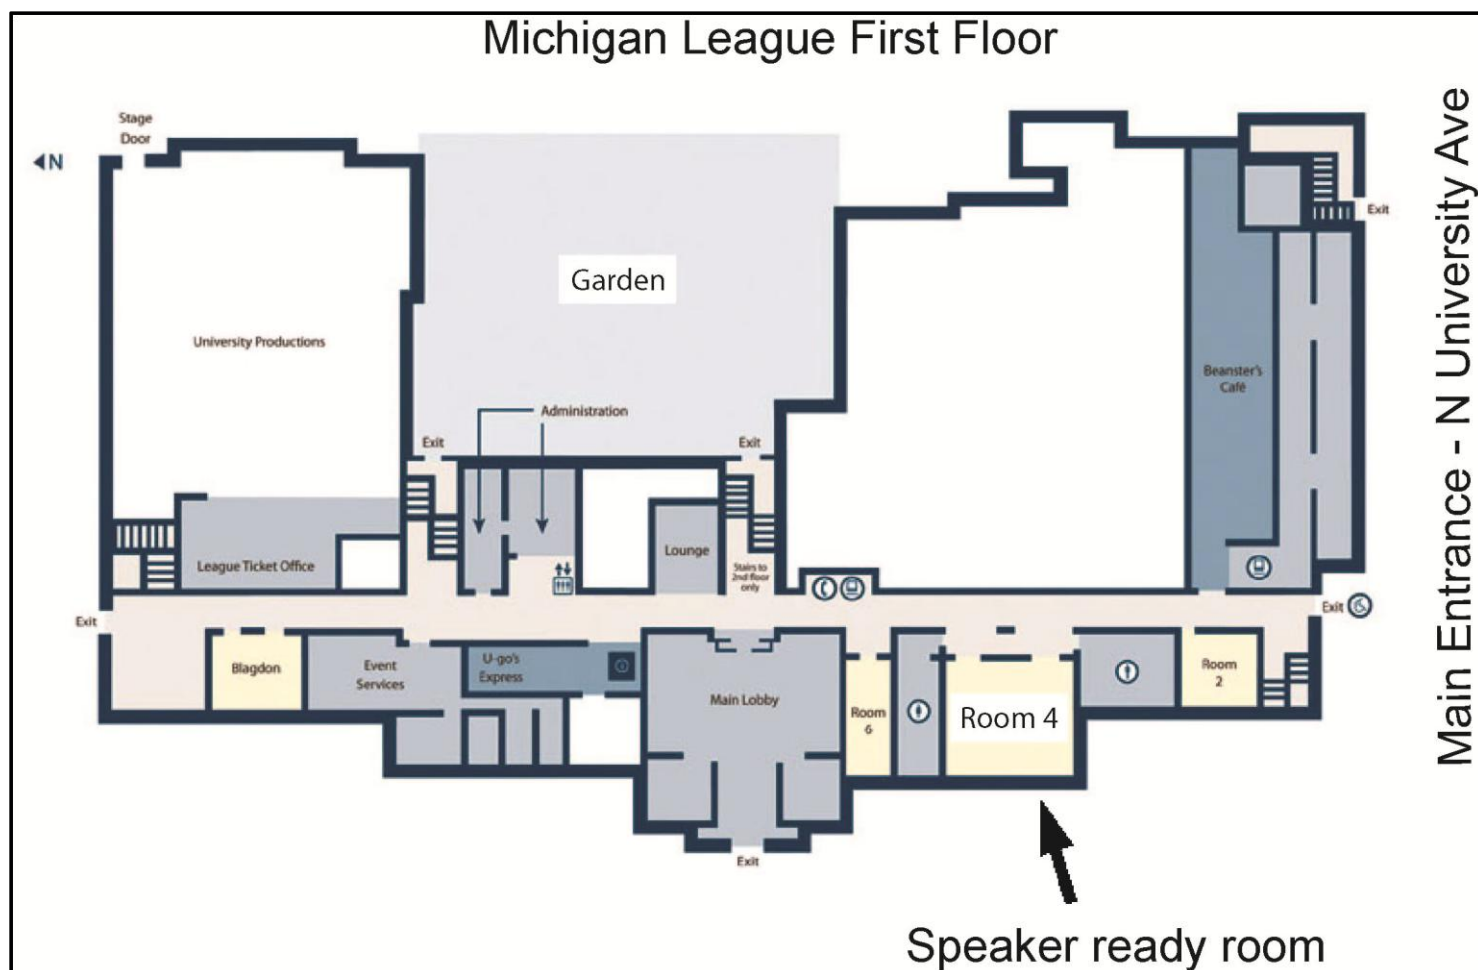 Michigan League First Floor
Stage
Door
N
Main Entrance - N University Ave
Exit
Garden
University Productions
Beanster's
Café
Administration
Exit
Exit
Lounge
League Ticket Office
Stairs to
2nd floor
only
Exit
Exit
Blagdon
Event
Services
U-go's
Express
Main Lobby
Room
6
Room 4
Room
2
Exit
Speaker ready room